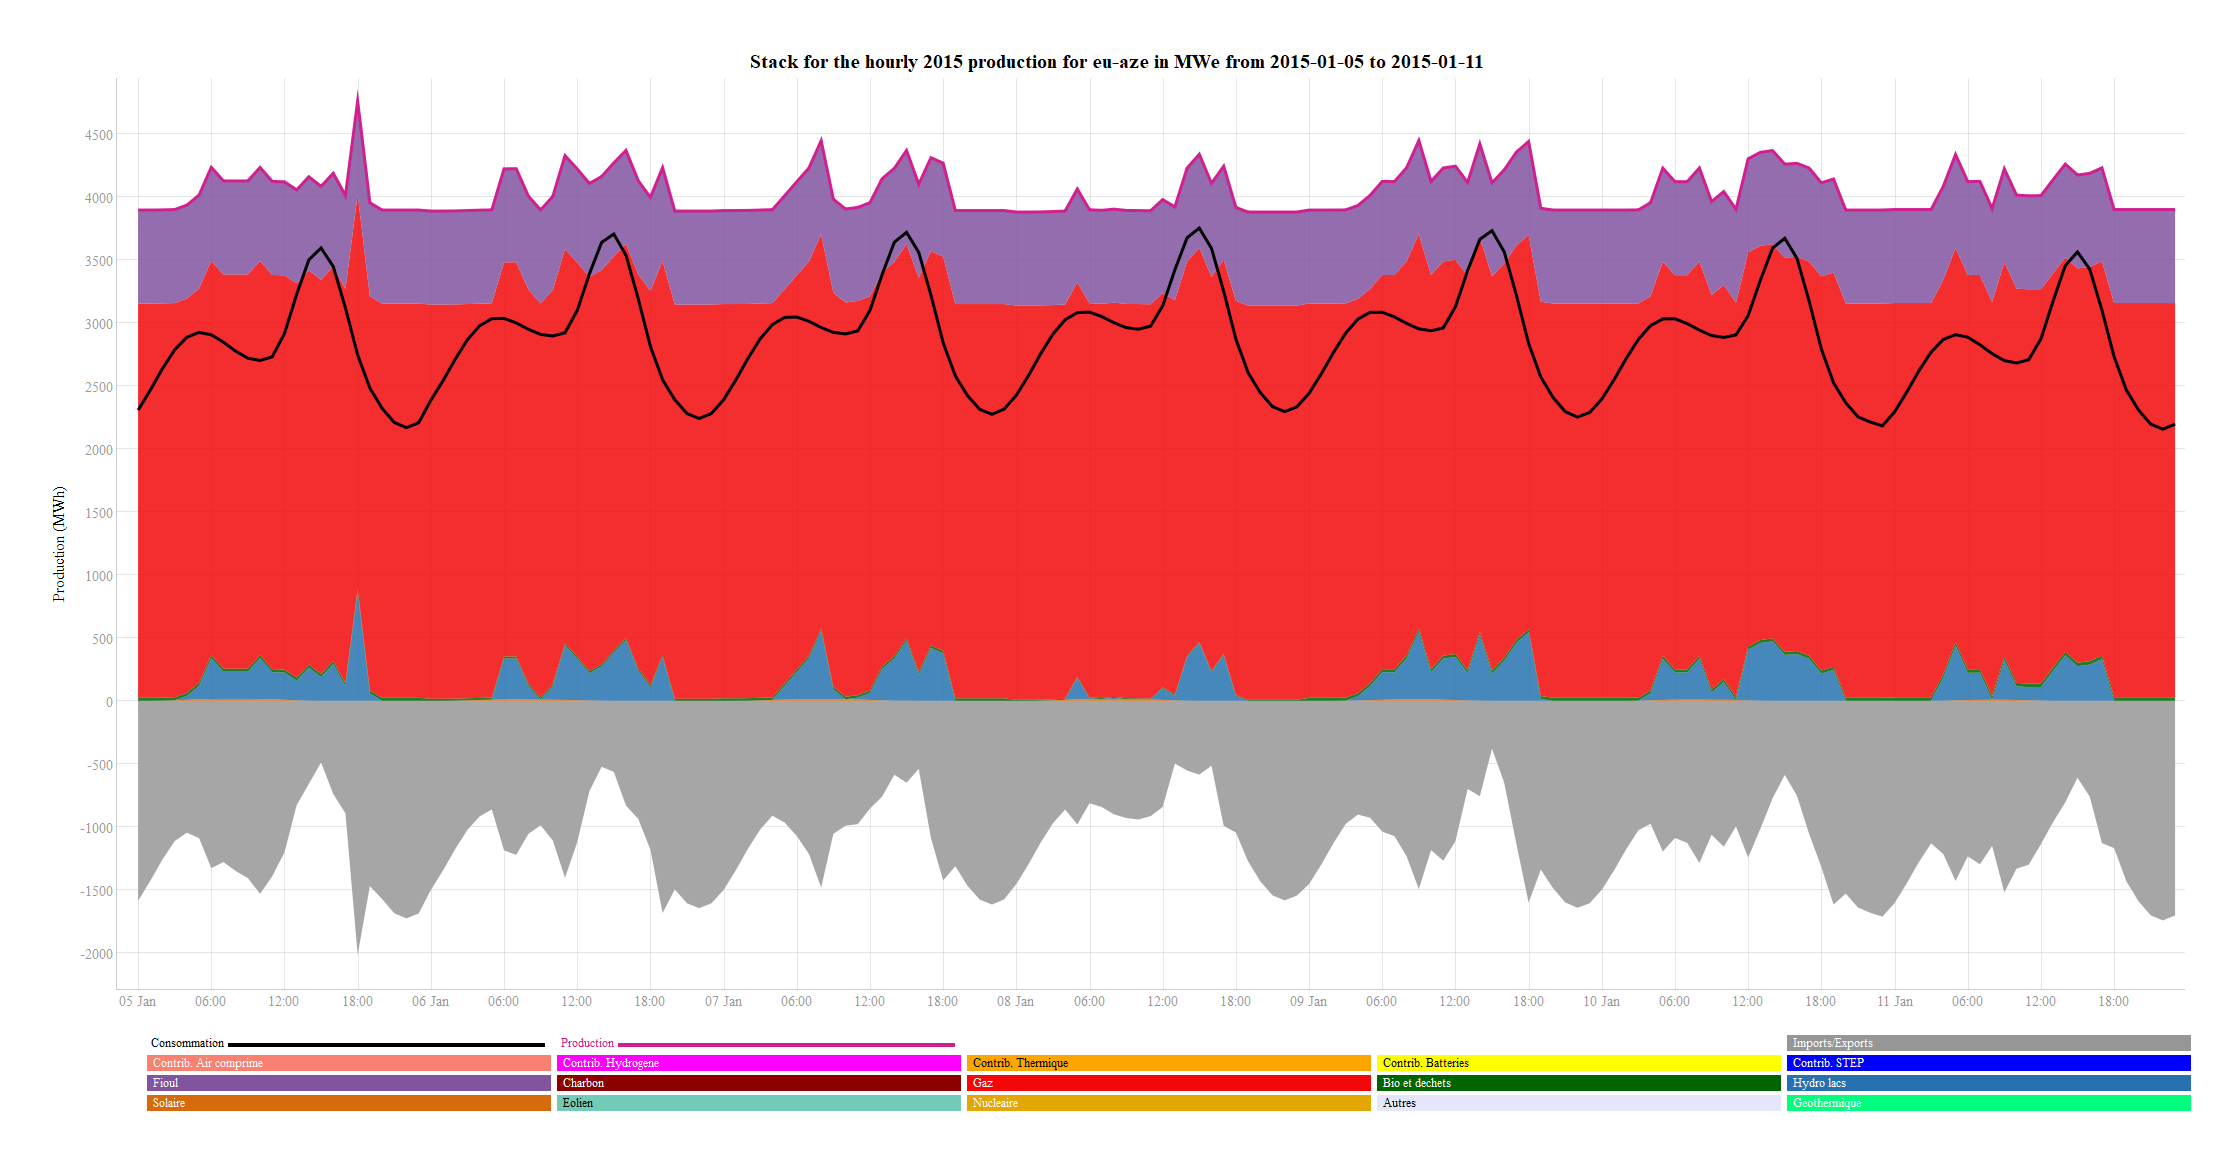 Stack for the hourly 2015 production for eu-aze in MWe from 2015-01-05 to 2015-01-11
4500
4000
3500
3000
2500
2000
1500
1000
500
0
-500
-1000
-1500
-2000
Production (MWh)
05 Jan 06:00 12:00 18:00 06 Jan 06:00 12:00 18:00 07 Jan 06:00 12:00 18:00 08 Jan 06:00 12:00 18:00 09 Jan 06:00 12:00 18:00 10 Jan 06:00 12:00 18:00 11 Jan 06:00 12:00 18:00
Consommation Production Imports/Exports
Contrib. Air comprime Contrib. Hydrogene Contrib. Thermique Contrib. Batteries Contrib. STEP
Fioul Charbon Gaz Bio et dechets Hydro lacs
Solaire Eolien Nucleaire Autres Geothermique